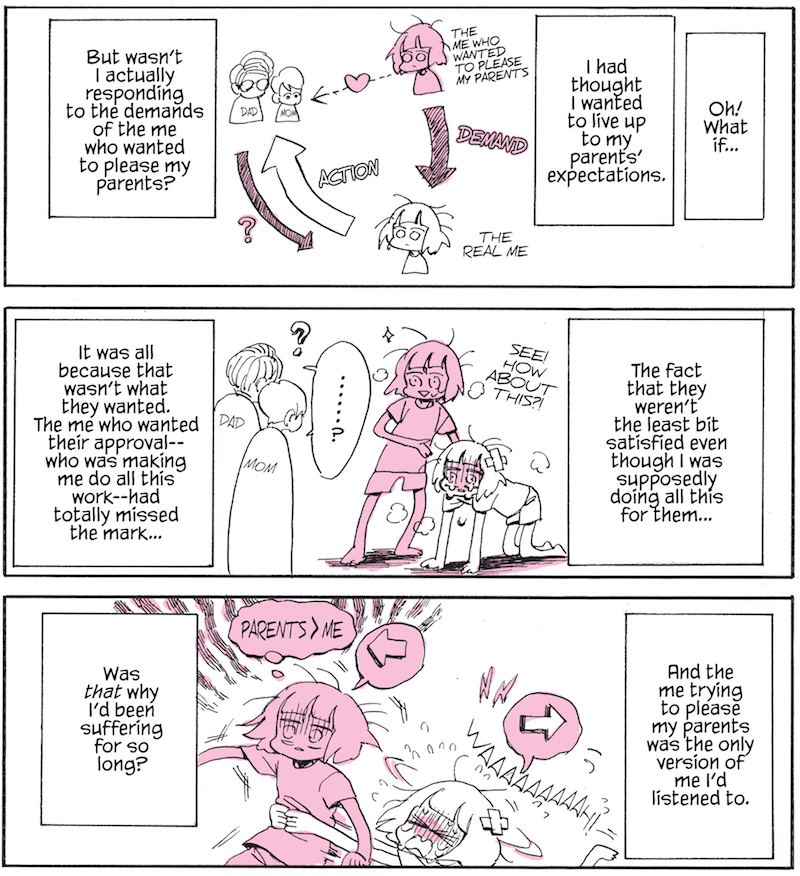 Oh!
What
if...
I had
thought
I wanted
to live up
to my
parents'
expectations.
THE
ME WHO
WANTED
TO PLEASE
MY PARENTS
DAD
MOM
DEMAND
ACTION
?
THE
REAL ME
But wasn't
I actually
responding
to the demands
of the me
who wanted
to please my
parents?
The fact
that they
weren't
the least bit
satisfied even
though I was
supposedly
doing all this
for them...
SEE!
HOW
ABOUT
THIS?!
?
......?
DAD
MOM
It was all
because that
wasn't what
they wanted.
The me who wanted
their approval--
who was making
me do all this
work--had
totally missed
the mark...
And the
me trying
to please
my parents
was the only
version of
me I'd
listened to.
PARENTS>ME
Was
that why
I'd been
suffering
for so
long?